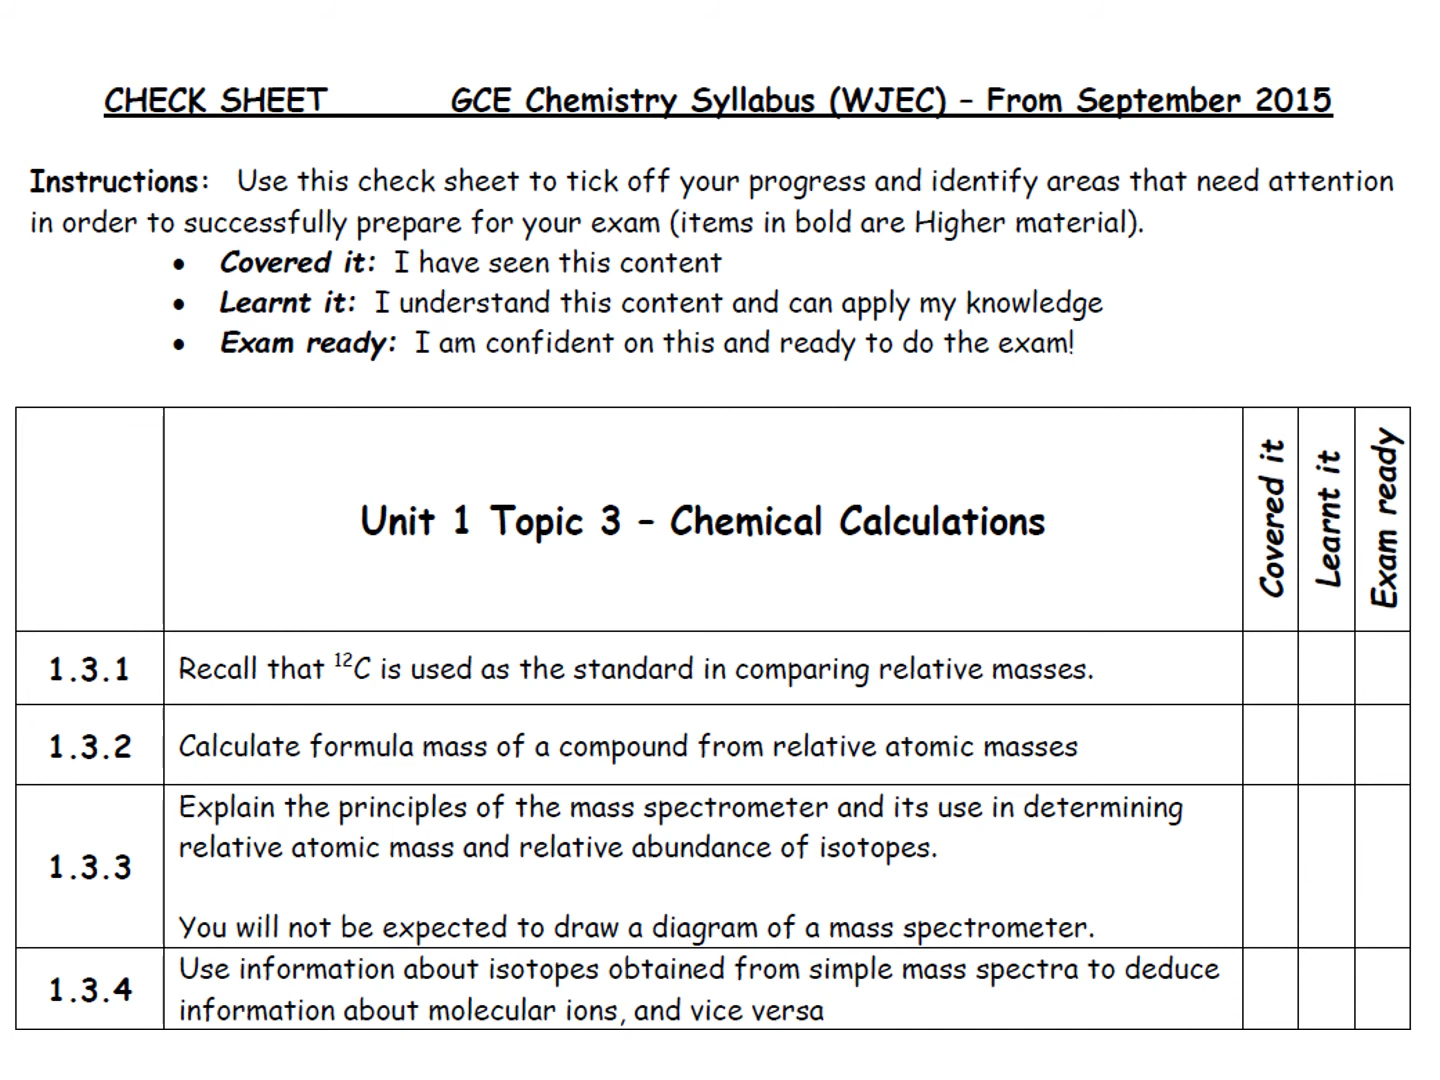 CHECK SHEET GCE Chemistry Syllabus (WJEC) – From September 2015
Instructions: Use this check sheet to tick off your progress and identify areas that need attention
in order to successfully prepare for your exam (items in bold are Higher material).
• Covered it: I have seen this content
• Learnt it: I understand this content and can apply my knowledge
• Exam ready: I am confident on this and ready to do the exam!
Unit 1 Topic 3 – Chemical Calculations
Covered it
Learnt it
Exam ready
1.3.1 Recall that ¹²C is used as the standard in comparing relative masses.
1.3.2 Calculate formula mass of a compound from relative atomic masses
1.3.3 Explain the principles of the mass spectrometer and its use in determining
relative atomic mass and relative abundance of isotopes.
You will not be expected to draw a diagram of a mass spectrometer.
1.3.4 Use information about isotopes obtained from simple mass spectra to deduce
information about molecular ions, and vice versa